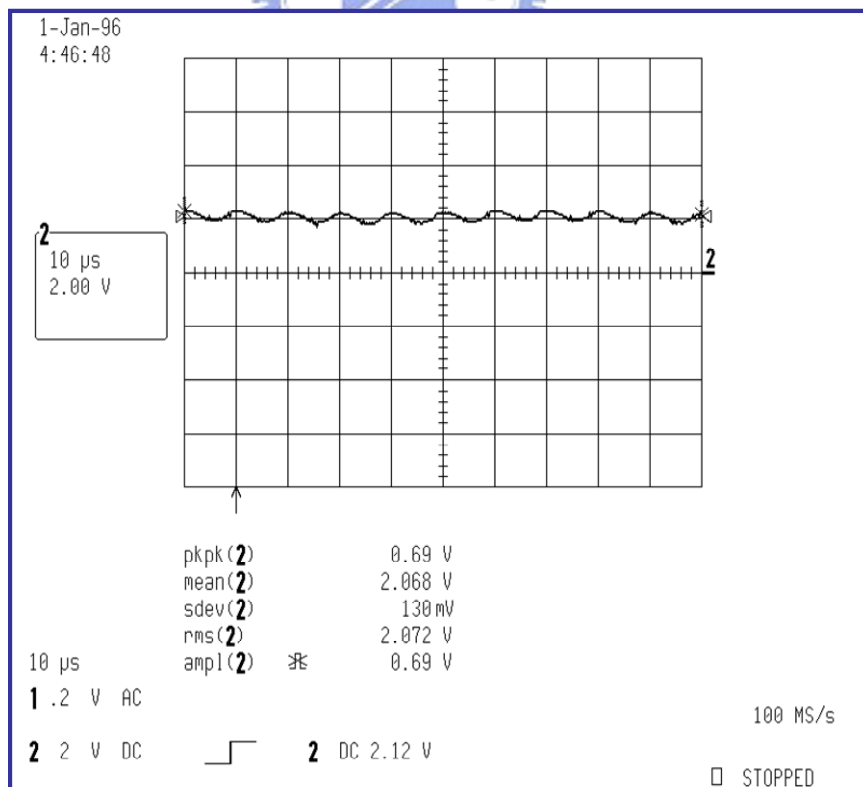 1-Jan-96
4:46:48
2
10 µs
2.00 V
2
pkpk(2) 0.69 V
mean(2) 2.068 V
sdev(2) 130 mV
rms(2) 2.072 V
ampl(2) 0.69 V
10 µs
1 .2 V AC
100 MS/s
2 2 V DC 2 DC 2.12 V
STOPPED